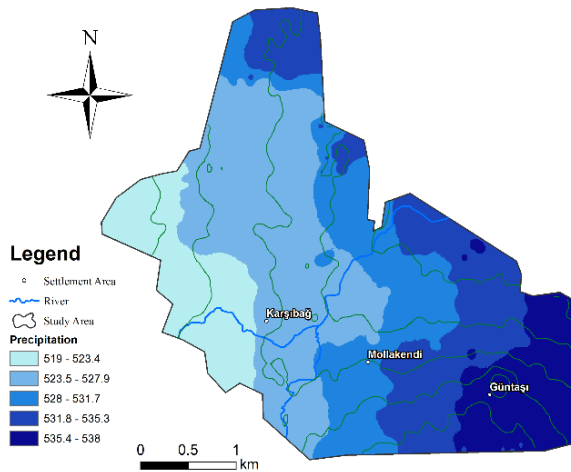 N
Karşıbağ
Mollakendi
Güntaşı
Legend
Settlement Area
River
Study Area
Precipitation
519 - 523.4
523.5 - 527.9
528 - 531.7
531.8 - 535.3
535.4 - 538
0 0.5 1
km